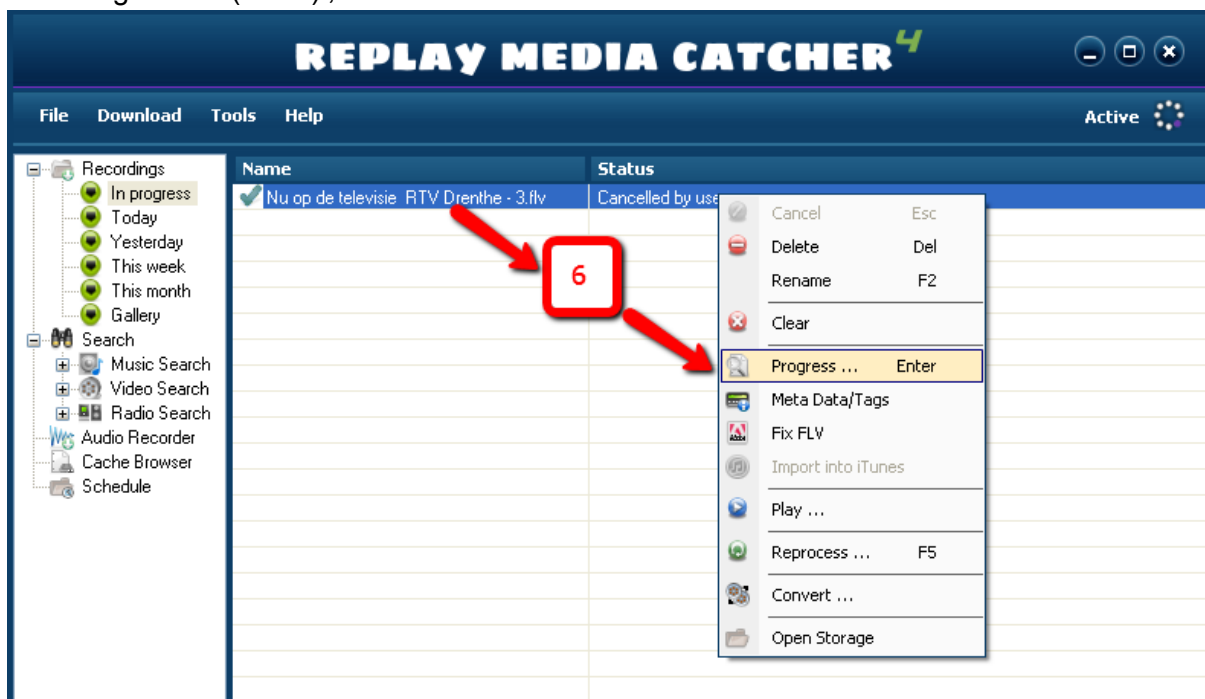 REPLAY MEDIA CATCHER 4
File Download Tools Help Active
Recordings
In progress
Today
Yesterday
This week
This month
Gallery
Search
Music Search
Video Search
Radio Search
Audio Recorder
Cache Browser
Schedule
Name Status
Nu op de televisie RTV Drenthe - 3.flv Cancelled by use
6
Cancel Esc
Delete Del
Rename F2
Clear
Progress ... Enter
Meta Data/Tags
Fix FLV
Import into iTunes
Play ...
Reprocess ... F5
Convert ...
Open Storage